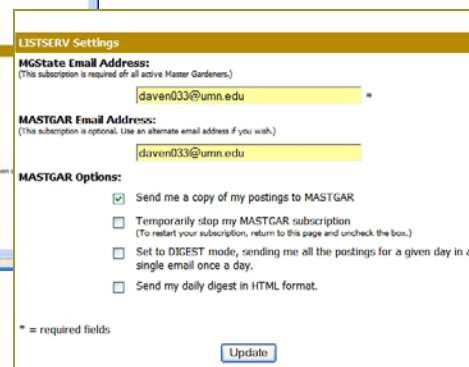 LISTSERV Settings
MGState Email Address:
(This subscription is required ofr all active Master Gardeners.)
daven033@umn.edu *
MASTGAR Email Address:
(This subscription is optional. Use an alternate email address if you wish.)
daven033@umn.edu
MASTGAR Options:
Send me a copy of my postings to MASTGAR
Temporarily stop my MASTGAR subscription
(To restart your subscription, return to this page and uncheck the box.)
Set to DIGEST mode, sending me all the postings for a given day in a
single email once a day.
Send my daily digest in HTML format.
* = required fields
Update